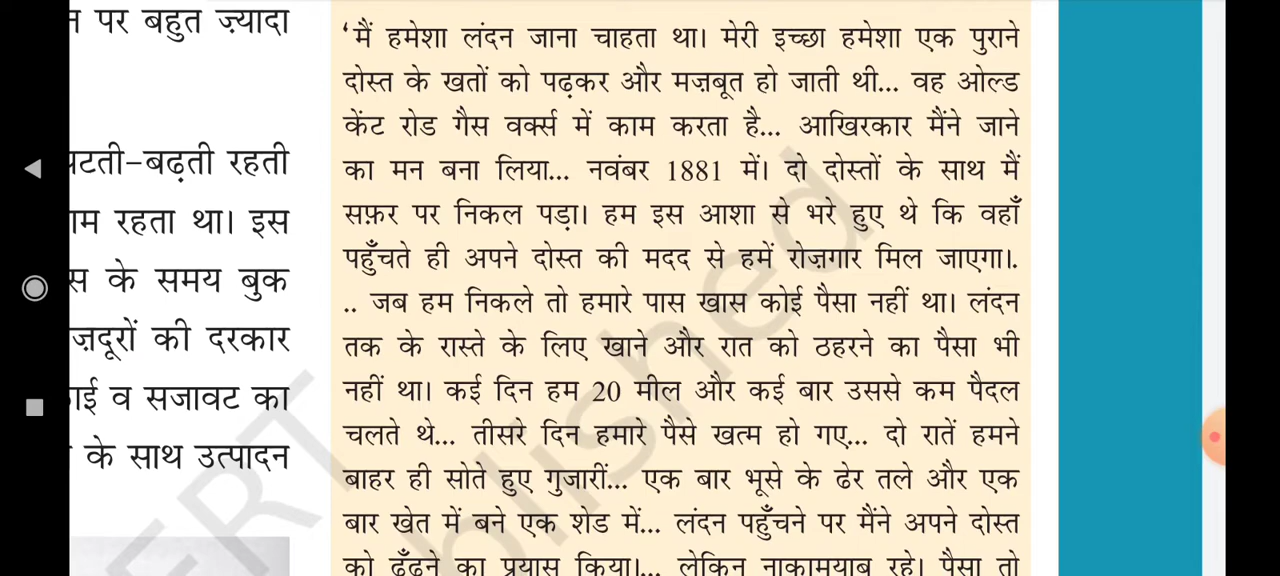 पर बहुत ज़्यादा
घटती-बढ़ती रहती
रहता था। इस
के समय बुक
की दरकार
व सजावट का
के साथ उत्पादन
‘मैं हमेशा लंदन जाना चाहता था। मेरी इच्छा हमेशा एक पुराने
दोस्त के खतों को पढ़कर और मज़बूत हो जाती थी... वह ओल्ड
केंट रोड गैस वर्क्स में काम करता है... आखिरकार मैंने जाने
का मन बना लिया... नवंबर 1881 में। दो दोस्तों के साथ मैं
सफ़र पर निकल पड़ा। हम इस आशा से भरे हुए थे कि वहाँ
पहुँचते ही अपने दोस्त की मदद से हमें रोज़गार मिल जाएगा।.
.. जब हम निकले तो हमारे पास खास कोई पैसा नहीं था। लंदन
तक के रास्ते के लिए खाने और रात को ठहरने का पैसा भी
नहीं था। कई दिन हम 20 मील और कई बार उससे कम पैदल
चलते थे... तीसरे दिन हमारे पैसे खत्म हो गए... दो रातें हमने
बाहर ही सोते हुए गुजारीं... एक बार भूसे के ढेर तले और एक
बार खेत में बने एक शेड में... लंदन पहुँचने पर मैंने अपने दोस्त
को ढूँढ़ने का प्रयास किया।... लेकिन नाकामयाब रहे। पैसा तो